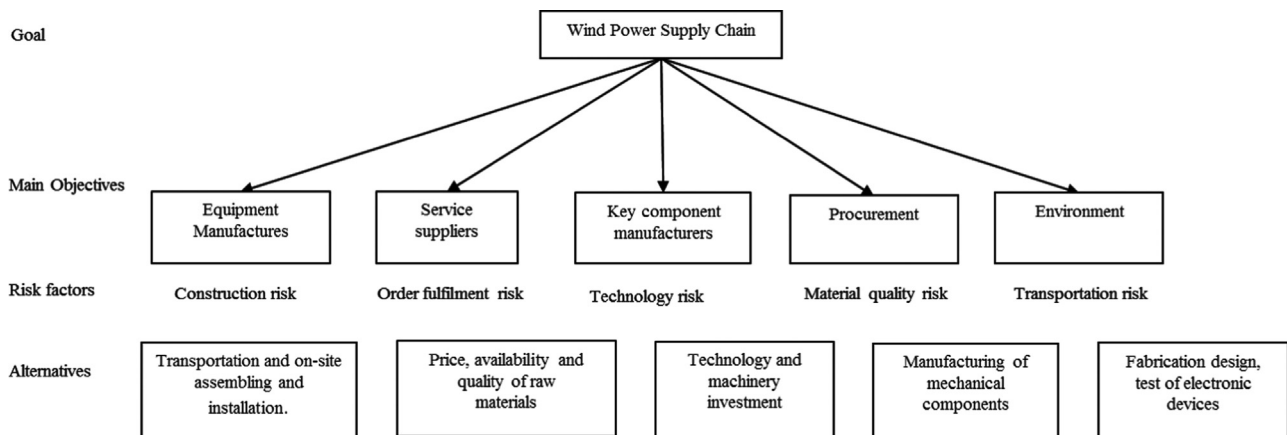 Goal
Wind Power Supply Chain
Main Objectives
Equipment
Manufactures
Service
suppliers
Key component
manufacturers
Procurement
Environment
Risk factors
Construction risk
Order fulfilment risk
Technology risk
Material quality risk
Transportation risk
Alternatives
Transportation and on-site
assembling and
installation.
Price, availability and
quality of raw
materials
Technology and
machinery
investment
Manufacturing of
mechanical
components
Fabrication design,
test of electronic
devices